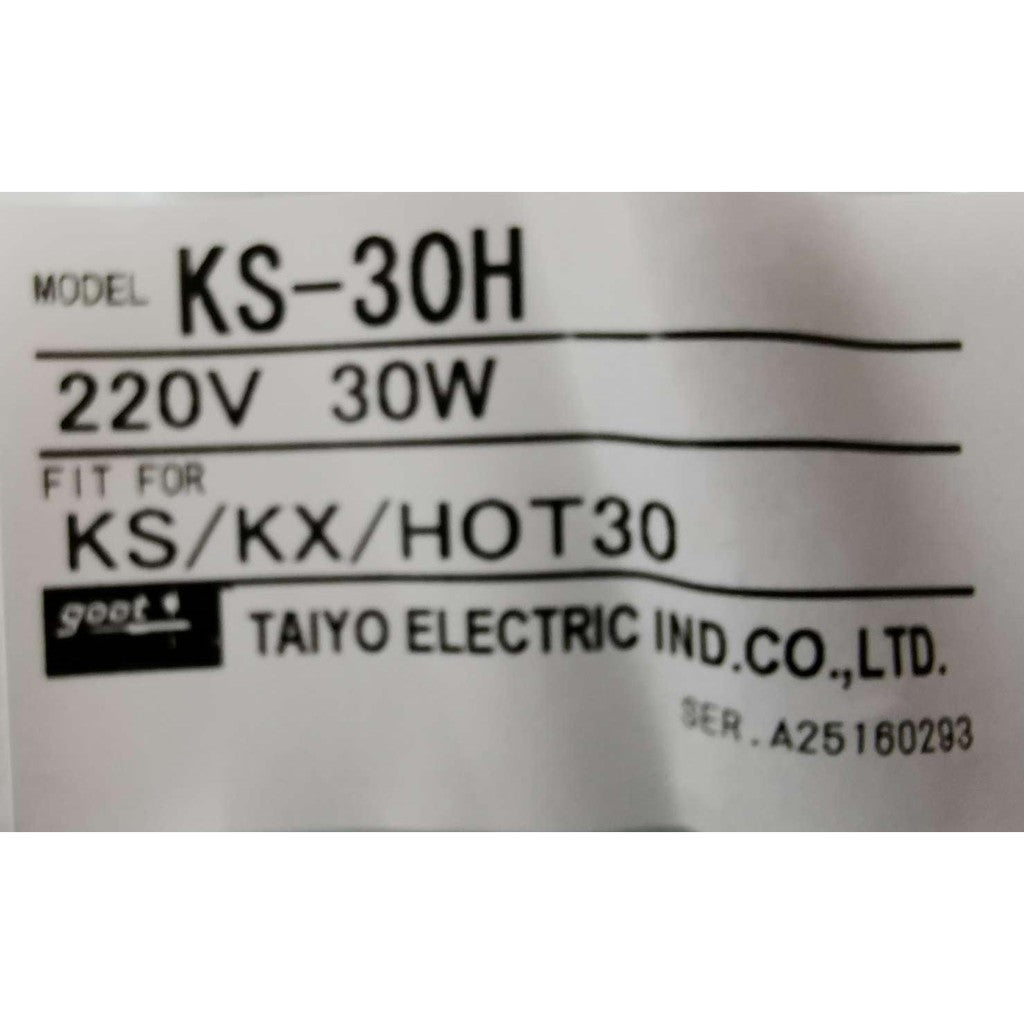 MODEL KS-30H
220V 30W
FIT FOR
KS/KX/HOT30
goot TAIYO ELECTRIC IND.CO.,LTD.
SER.A25160293